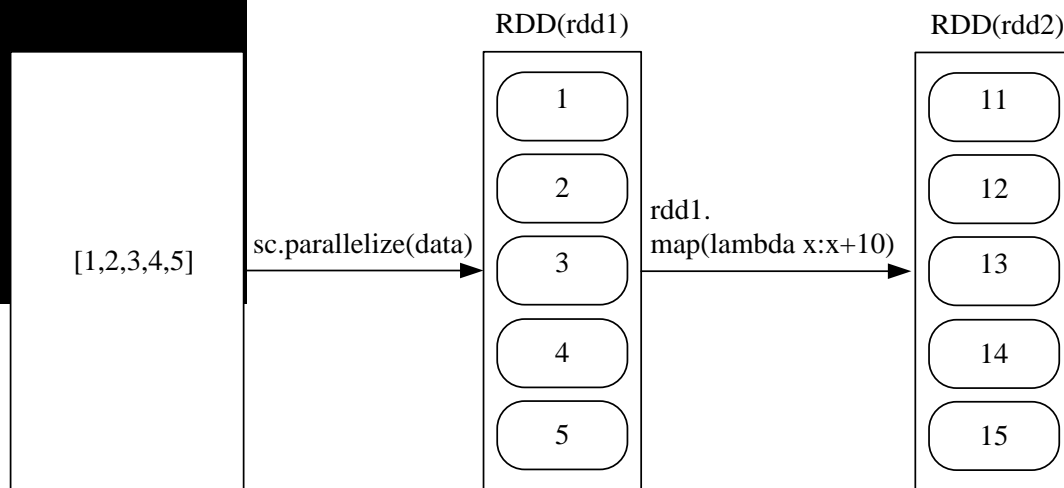 RDD(rdd1)
RDD(rdd2)
[1,2,3,4,5]
sc.parallelize(data)
1
2
3
4
5
rdd1.
map(lambda x:x+10)
11
12
13
14
15